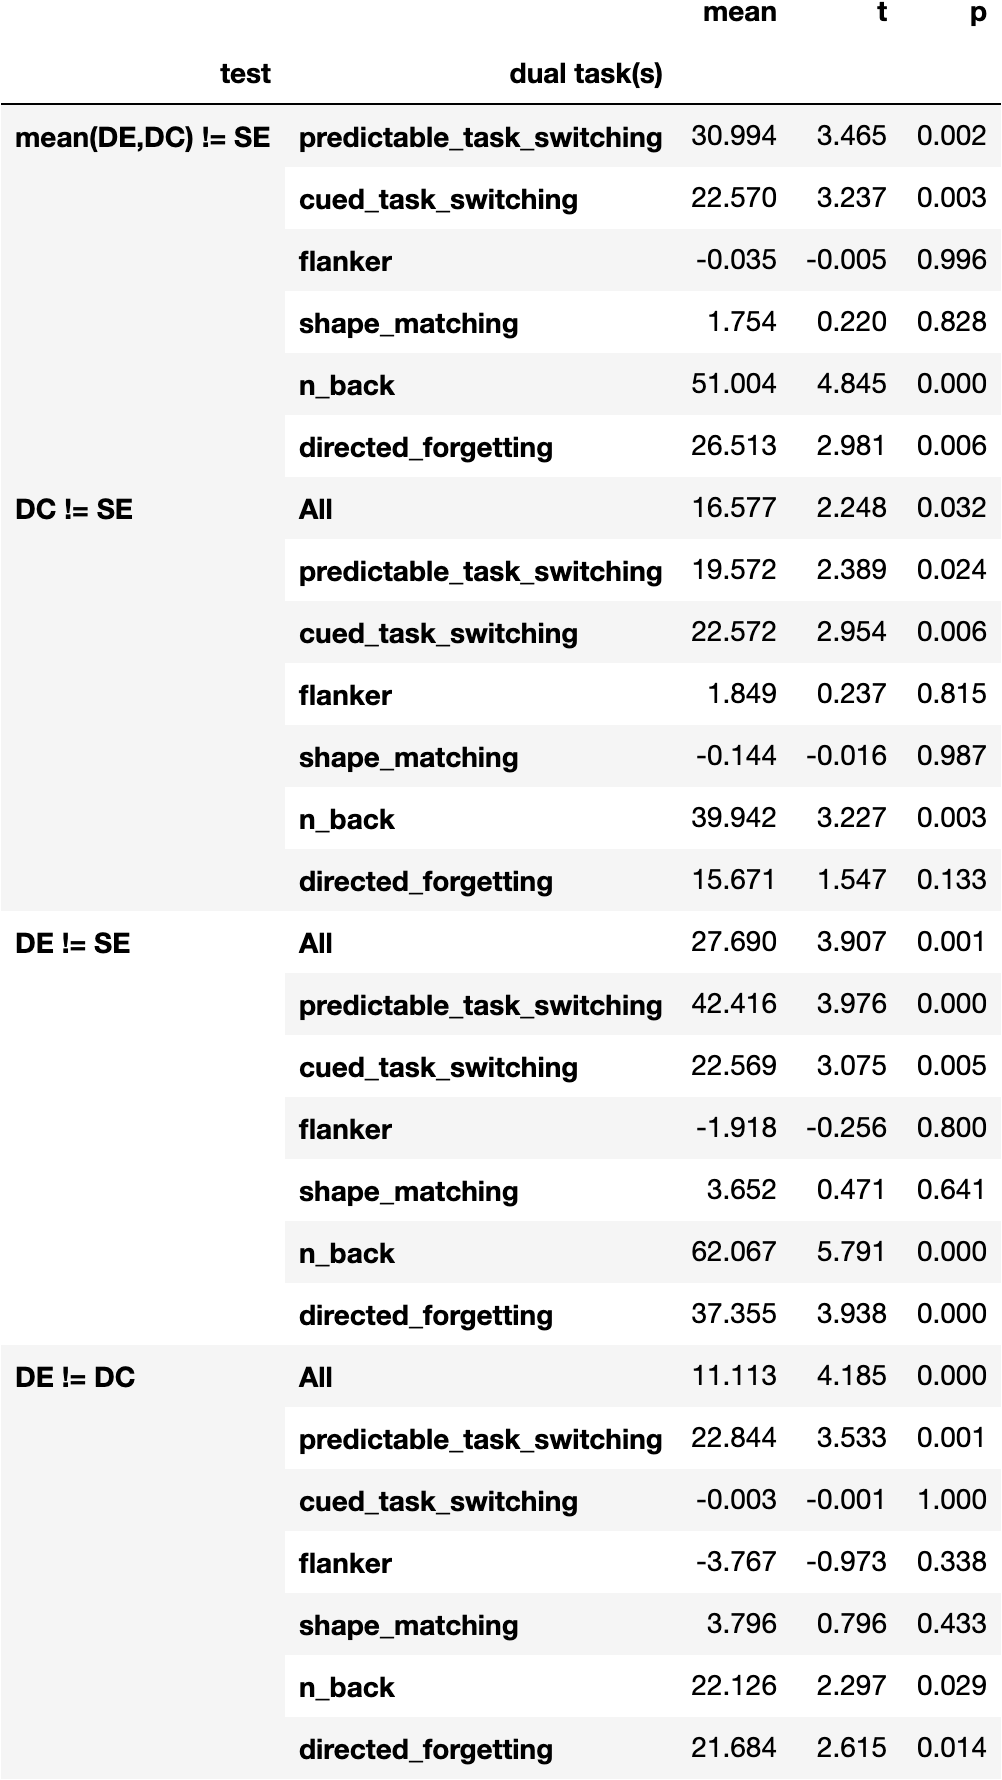 mean t p
test dual task(s)
mean(DE,DC) != SE predictable_task_switching 30.994 3.465 0.002
cued_task_switching 22.570 3.237 0.003
flanker -0.035 -0.005 0.996
shape_matching 1.754 0.220 0.828
n_back 51.004 4.845 0.000
directed_forgetting 26.513 2.981 0.006
DC != SE All 16.577 2.248 0.032
predictable_task_switching 19.572 2.389 0.024
cued_task_switching 22.572 2.954 0.006
flanker 1.849 0.237 0.815
shape_matching -0.144 -0.016 0.987
n_back 39.942 3.227 0.003
directed_forgetting 15.671 1.547 0.133
DE != SE All 27.690 3.907 0.001
predictable_task_switching 42.416 3.976 0.000
cued_task_switching 22.569 3.075 0.005
flanker -1.918 -0.256 0.800
shape_matching 3.652 0.471 0.641
n_back 62.067 5.791 0.000
directed_forgetting 37.355 3.938 0.000
DE != DC All 11.113 4.185 0.000
predictable_task_switching 22.844 3.533 0.001
cued_task_switching -0.003 -0.001 1.000
flanker -3.767 -0.973 0.338
shape_matching 3.796 0.796 0.433
n_back 22.126 2.297 0.029
directed_forgetting 21.684 2.615 0.014